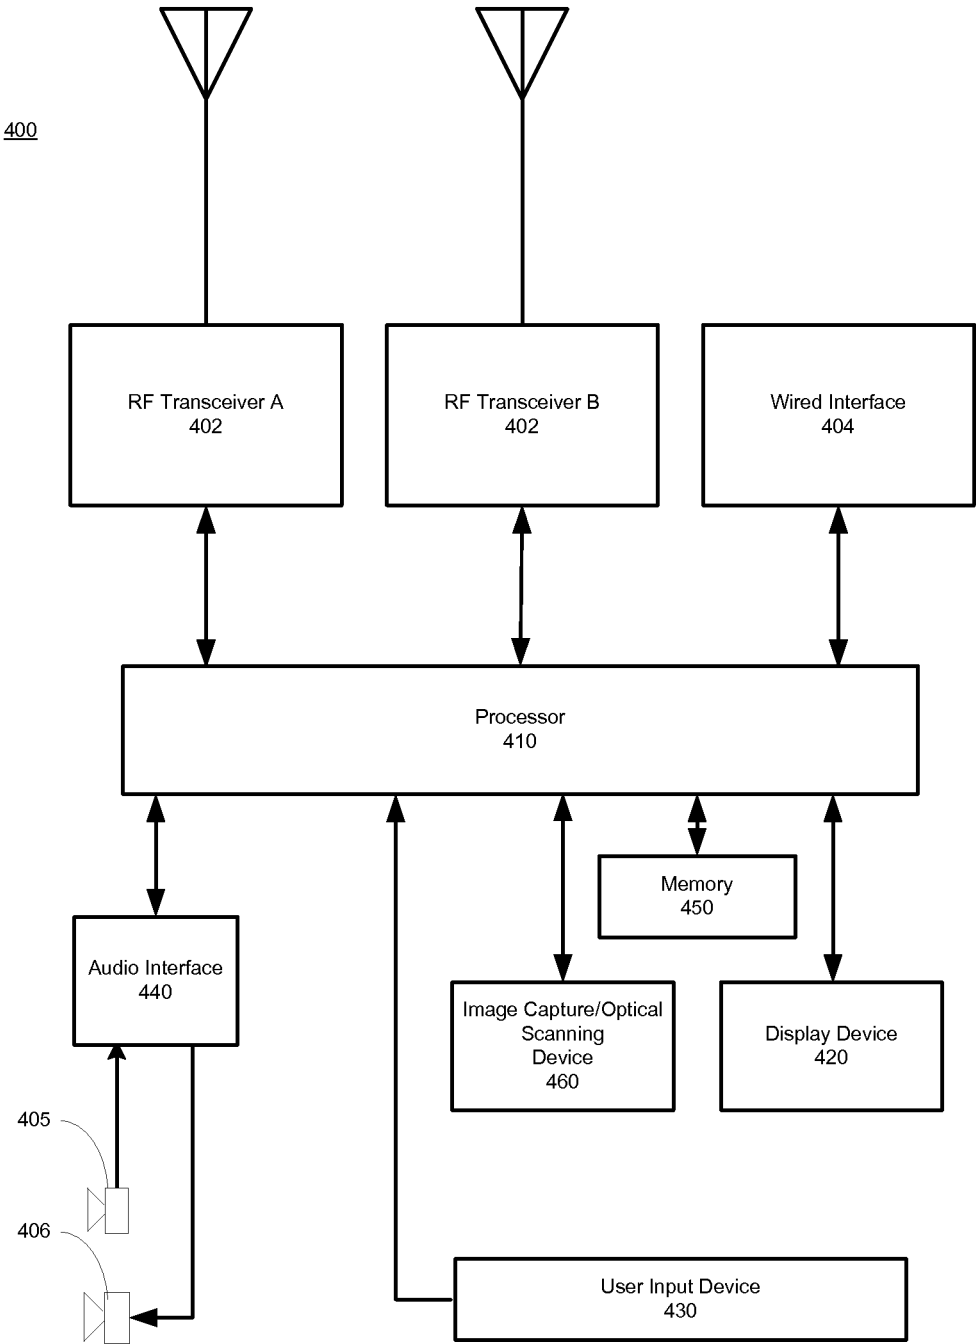 400
RF Transceiver A
402
RF Transceiver B
402
Wired Interface
404
Processor
410
Memory
450
Audio Interface
440
Image Capture/Optical
Scanning
Device
460
Display Device
420
405
406
User Input Device
430